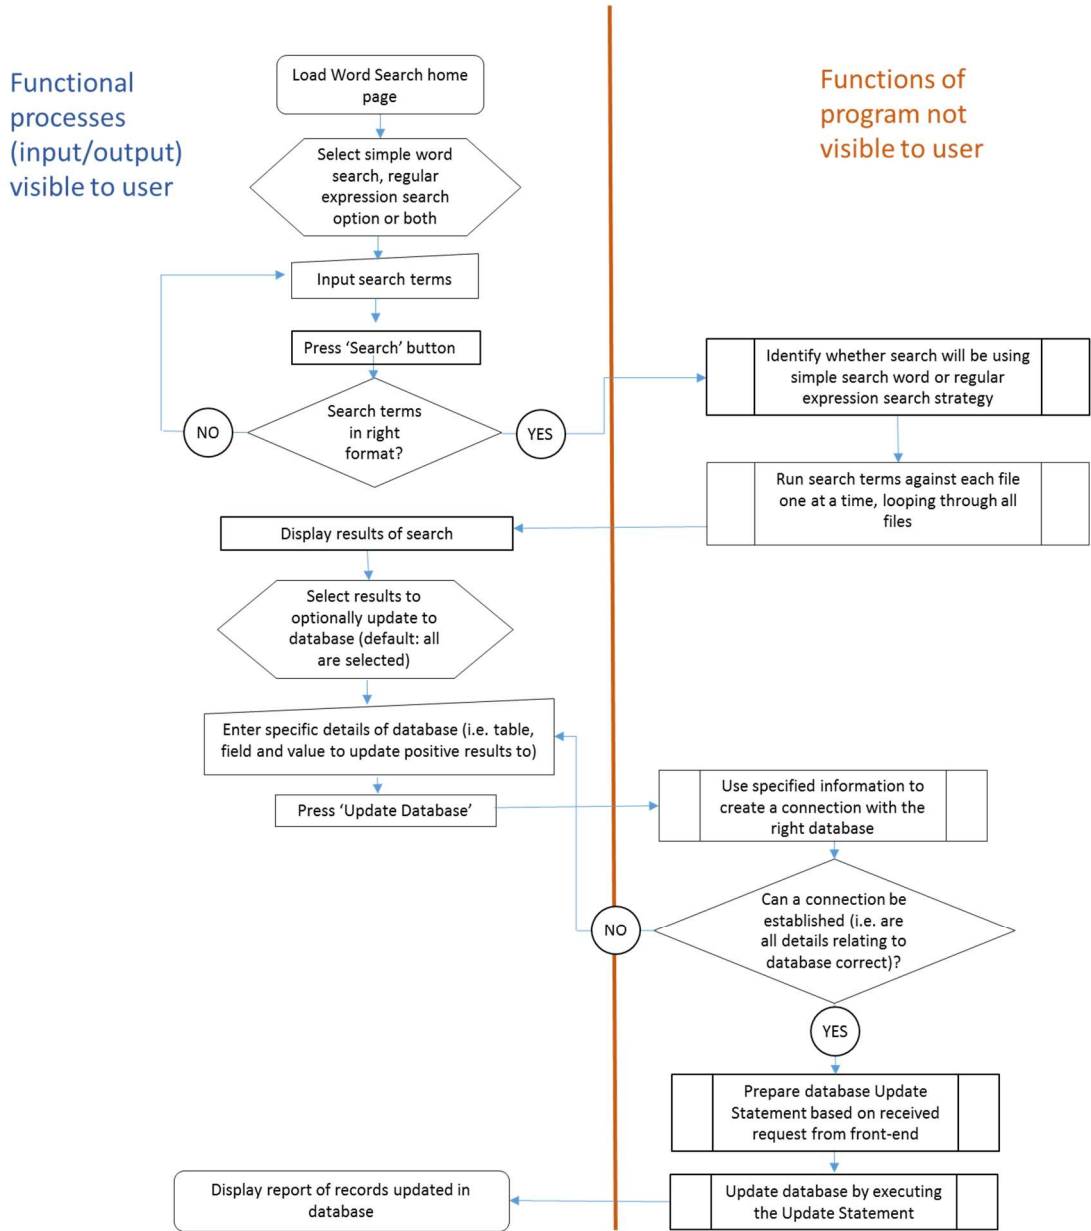 Functional
processes
(input/output)
visible to user
Functions of
program not
visible to user
Load Word Search home
page
Select simple word
search, regular
expression search
option or both
Input search terms
Press ‘Search’ button
Search terms
in right
format?
NO
YES
Identify whether search will be using
simple search word or regular
expression search strategy
Run search terms against each file
one at a time, looping through all
files
Display results of search
Select results to
optionally update to
database (default: all
are selected)
Enter specific details of database (i.e. table,
field and value to update positive results to)
Press ‘Update Database’
Use specified information to
create a connection with the
right database
Can a connection be
established (i.e. are
all details relating to
database correct)?
NO
YES
Prepare database Update
Statement based on received
request from front-end
Update database by executing
the Update Statement
Display report of records updated in
database